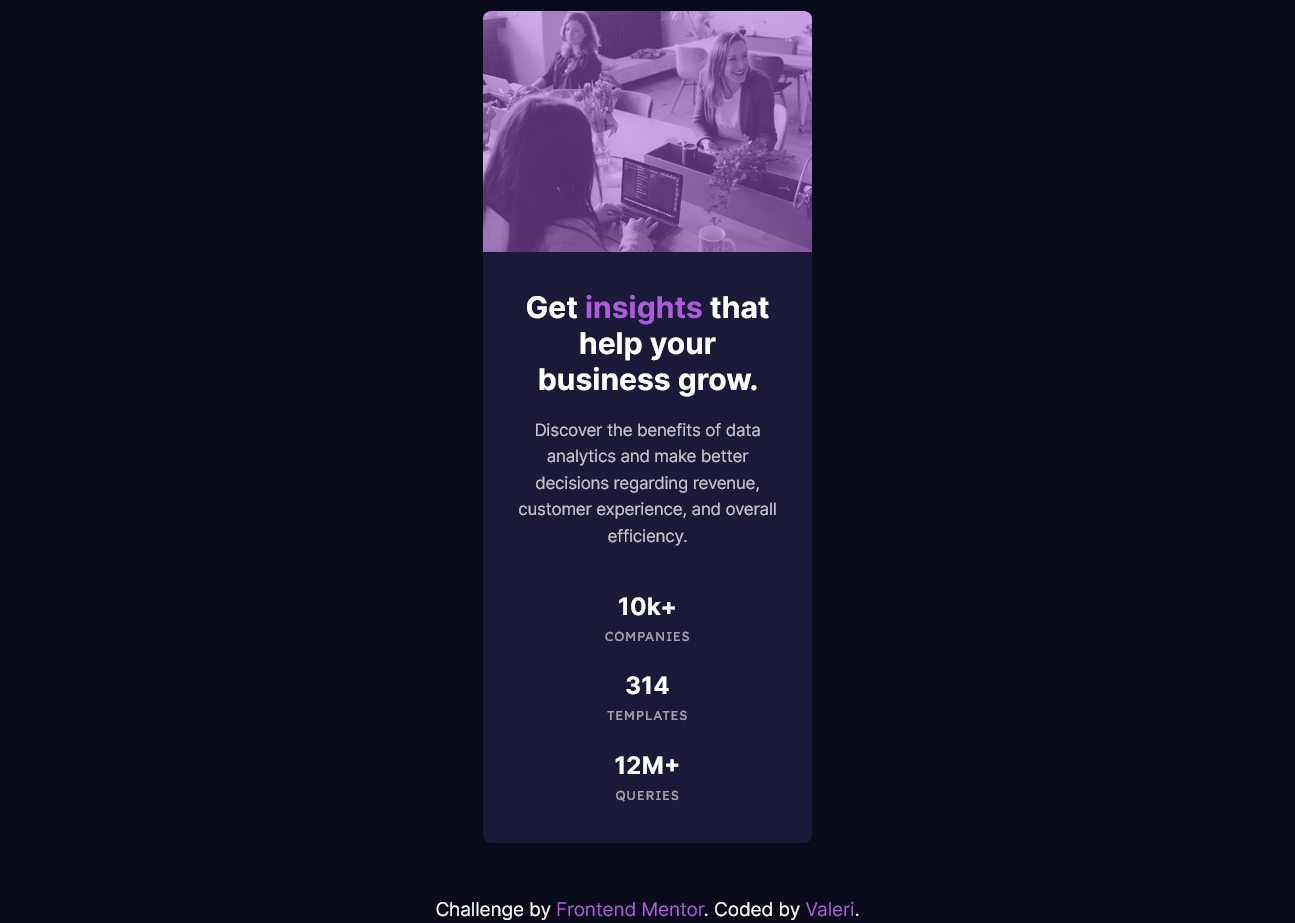 Get insights that
help your
business grow.
Discover the benefits of data
analytics and make better
decisions regarding revenue,
customer experience, and overall
efficiency.
10k+
COMPANIES
314
TEMPLATES
12M+
QUERIES
Challenge by Frontend Mentor. Coded by Valeri.